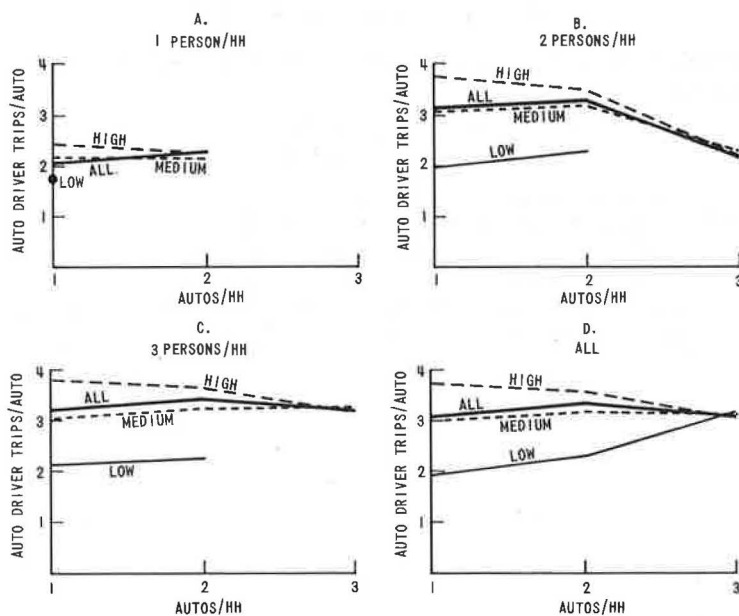 A.
1 PERSON/HH
AUTO DRIVER TRIPS/AUTO
4
3
2
1
HIGH
ALL
MEDIUM
LOW
1 2 3
AUTOS/HH
B.
2 PERSONS/HH
AUTO DRIVER TRIPS/AUTO
4
3
2
1
HIGH
ALL
MEDIUM
LOW
1 2 3
AUTOS/HH
C.
3 PERSONS/HH
AUTO DRIVER TRIPS/AUTO
4
3
2
1
HIGH
ALL
MEDIUM
LOW
1 2 3
AUTOS/HH
D.
ALL
AUTO DRIVER TRIPS/AUTO
4
3
2
1
HIGH
ALL
MEDIUM
LOW
1 2 3
AUTOS/HH